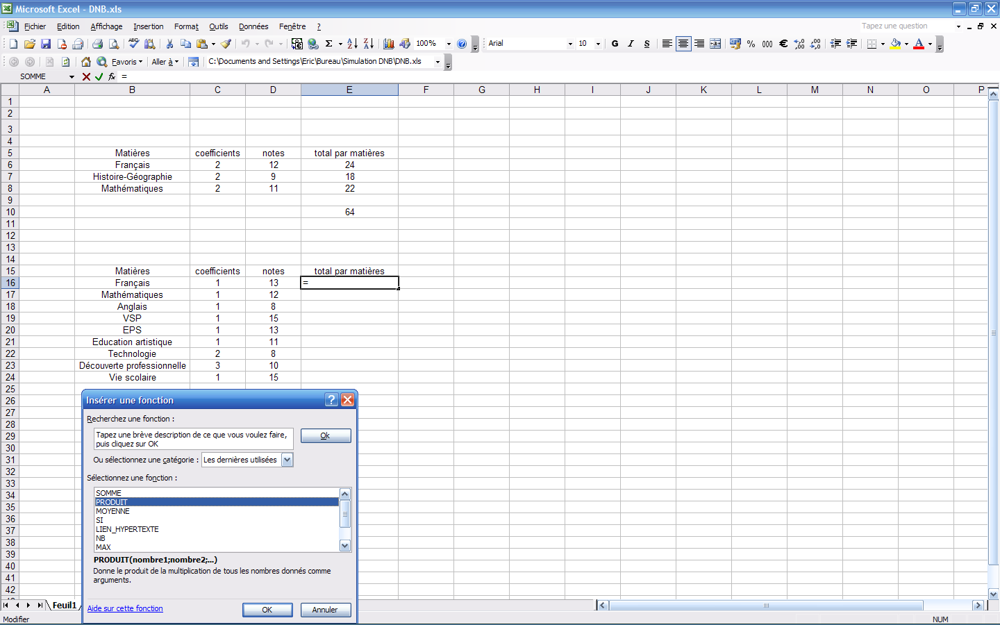 Microsoft Excel - DNB.xls
Fichier Edition Affichage Insertion Format Outils Données Fenêtre ? Tapez une question
100% Arial 10 G I S % 000 €
Favoris Aller à C:\Documents and Settings\Eric\Bureau\Simulation DNB\DNB.xls
SOMME fx =
A B C D E F G H I J K L M N O P
1
2
3
4
5 Matières coefficients notes total par matières
6 Français 2 12 24
7 Histoire-Géographie 2 9 18
8 Mathématiques 2 11 22
9
10 64
11
12
13
14
15 Matières coefficients notes total par matières
16 Français 1 13 =
17 Mathématiques 1 12
18 Anglais 1 8
19 VSP 1 15
20 EPS 1 13
21 Education artistique 1 11
22 Technologie 2 8
23 Découverte professionnelle 3 10
24 Vie scolaire 1 15
25
26
27
28
29
30
31
32
33
34
35
36
37
38
39
40
41
42
Insérer une fonction ?
Recherchez une fonction :
Tapez une brève description de ce que vous voulez faire,
puis cliquez sur OK
Ok
Ou sélectionnez une catégorie : Les dernières utilisées
Sélectionnez une fonction :
SOMME
PRODUIT
MOYENNE
SI
LIEN_HYPERTEXTE
NB
MAX
PRODUIT(nombre1;nombre2;...)
Donne le produit de la multiplication de tous les nombres donnés comme
arguments.
Aide sur cette fonction OK Annuler
Feuil1
Modifier NUM